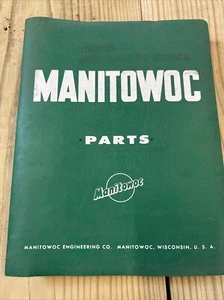 MANITOWOC
PARTS
Manitowoc
MANITOWOC ENGINEERING CO. MANITOWOC, WISCONSIN, U. S. A.